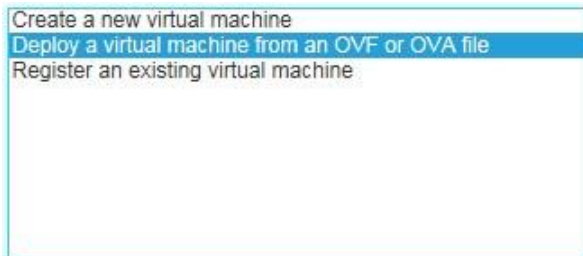 Create a new virtual machine
Deploy a virtual machine from an OVF or OVA file
Register an existing virtual machine